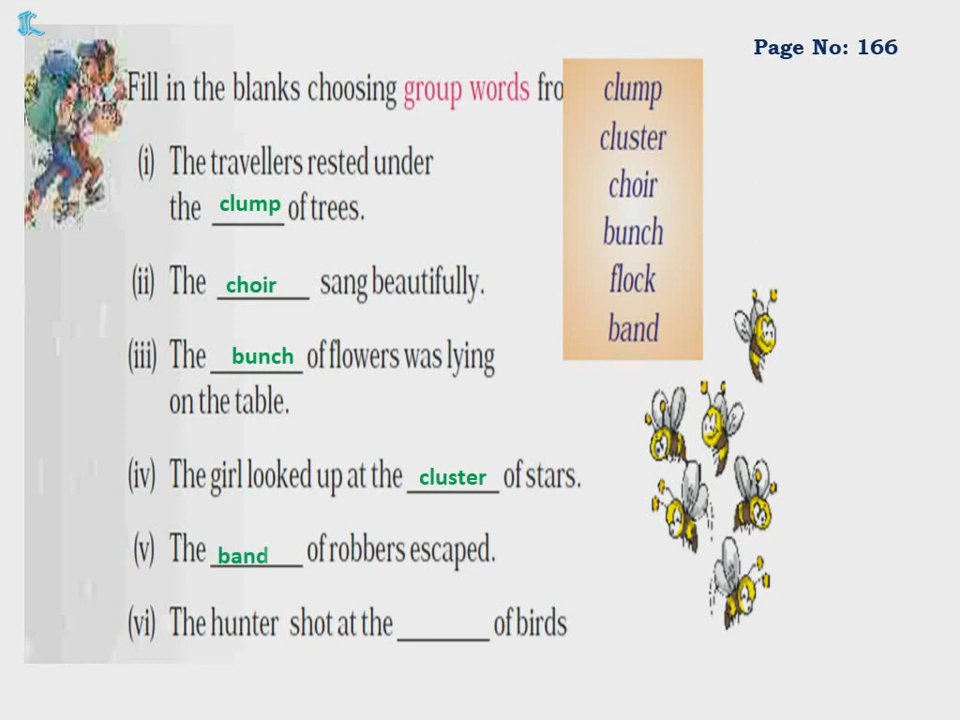 Page No: 166
Fill in the blanks choosing group words fro
clump
cluster
choir
bunch
flock
band
(i) The travellers rested under
the clump of trees.
(ii) The choir sang beautifully.
(iii) The bunch of flowers was lying
on the table.
(iv) The girl looked up at the cluster of stars.
(v) The band of robbers escaped.
(vi) The hunter shot at the ______ of birds